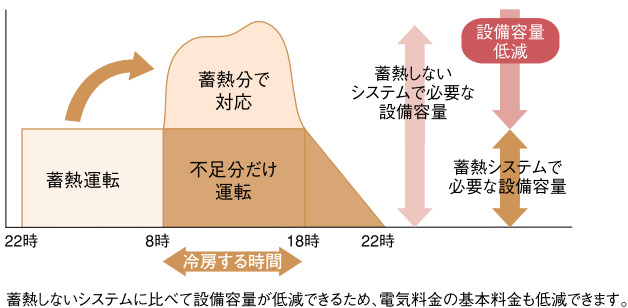 設備容量
低減
蓄熱分で
対応
蓄熱しない
システムで必要な
設備容量
蓄熱運転
不足分だけ
運転
蓄熱システムで
必要な設備容量
22時
8時
18時
22時
冷房する時間
蓄熱しないシステムに比べて設備容量が低減できるため、電気料金の基本料金も低減できます。